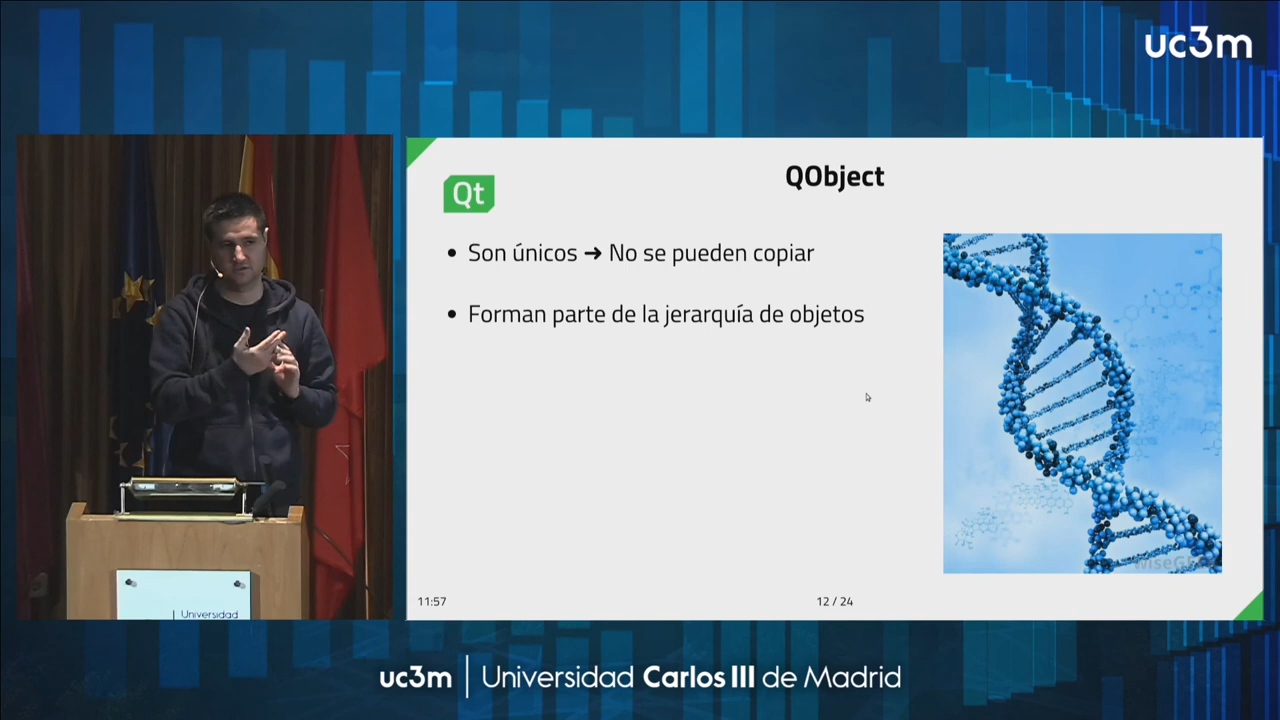 uc3m
Qt
QObject
• Son únicos ➔ No se pueden copiar
• Forman parte de la jerarquía de objetos
11:57
12 / 24
| Universidad
uc3m | Universidad Carlos III de Madrid